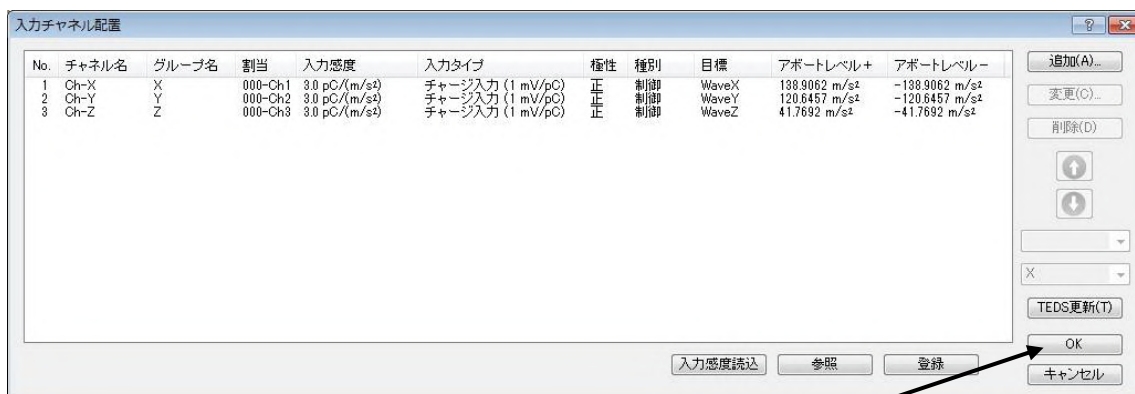 入力チャネル配置
No. チャネル名 グループ名 割当 入力感度 入力タイプ 極性 種別 目標 アボートレベル+ アボートレベル-
1 Ch-X X 000-Ch1 3.0 pC/(m/s²) チャージ入力 (1 mV/pC) 正 制御 WaveX 138.9062 m/s² -138.9062 m/s²
2 Ch-Y Y 000-Ch2 3.0 pC/(m/s²) チャージ入力 (1 mV/pC) 正 制御 WaveY 120.6457 m/s² -120.6457 m/s²
3 Ch-Z Z 000-Ch3 3.0 pC/(m/s²) チャージ入力 (1 mV/pC) 正 制御 WaveZ 41.7692 m/s² -41.7692 m/s²
追加(A)...
変更(C)...
削除(D)
X
TEDS更新(T)
OK
キャンセル
入力感度読込 参照 登録